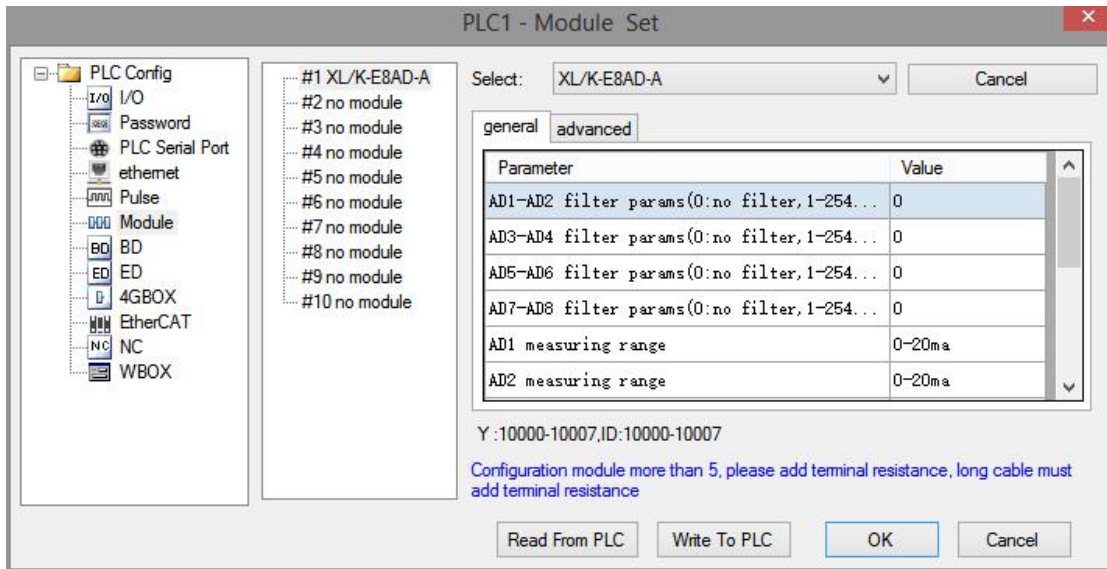 PLC1 - Module Set
PLC Config
I/O I/O
Password
PLC Serial Port
ethernet
Pulse
Module
BD BD
ED ED
4GBOX
EtherCAT
NC NC
WBOX
#1 XL/K-E8AD-A
#2 no module
#3 no module
#4 no module
#5 no module
#6 no module
#7 no module
#8 no module
#9 no module
#10 no module
Select: XL/K-E8AD-A Cancel
general advanced
Parameter Value
AD1-AD2 filter params(0:no filter,1-254... 0
AD3-AD4 filter params(0:no filter,1-254... 0
AD5-AD6 filter params(0:no filter,1-254... 0
AD7-AD8 filter params(0:no filter,1-254... 0
AD1 measuring range 0-20ma
AD2 measuring range 0-20ma
Y :10000-10007,ID:10000-10007
Configuration module more than 5, please add terminal resistance, long cable must
add terminal resistance
Read From PLC Write To PLC OK Cancel